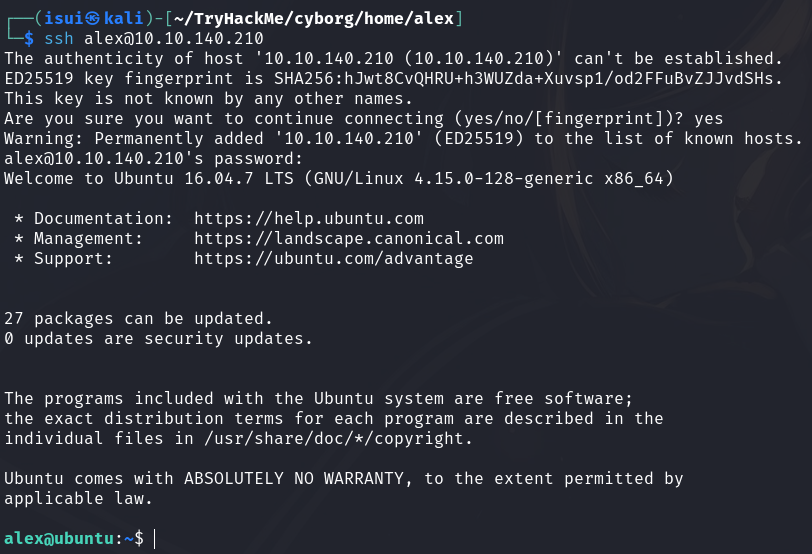 ┌──(isui㉿kali)-[~/TryHackMe/cyborg/home/alex]
└─$ ssh alex@10.10.140.210
The authenticity of host '10.10.140.210 (10.10.140.210)' can't be established.
ED25519 key fingerprint is SHA256:hJwt8CvQHRU+h3WUZda+Xuvsp1/od2FFuBvZJJvdSHs.
This key is not known by any other names.
Are you sure you want to continue connecting (yes/no/[fingerprint])? yes
Warning: Permanently added '10.10.140.210' (ED25519) to the list of known hosts.
alex@10.10.140.210's password:
Welcome to Ubuntu 16.04.7 LTS (GNU/Linux 4.15.0-128-generic x86_64)
 * Documentation:  https://help.ubuntu.com
 * Management:     https://landscape.canonical.com
 * Support:        https://ubuntu.com/advantage
27 packages can be updated.
0 updates are security updates.
The programs included with the Ubuntu system are free software;
the exact distribution terms for each program are described in the
individual files in /usr/share/doc/*/copyright.
Ubuntu comes with ABSOLUTELY NO WARRANTY, to the extent permitted by
applicable law.
alex@ubuntu:~$